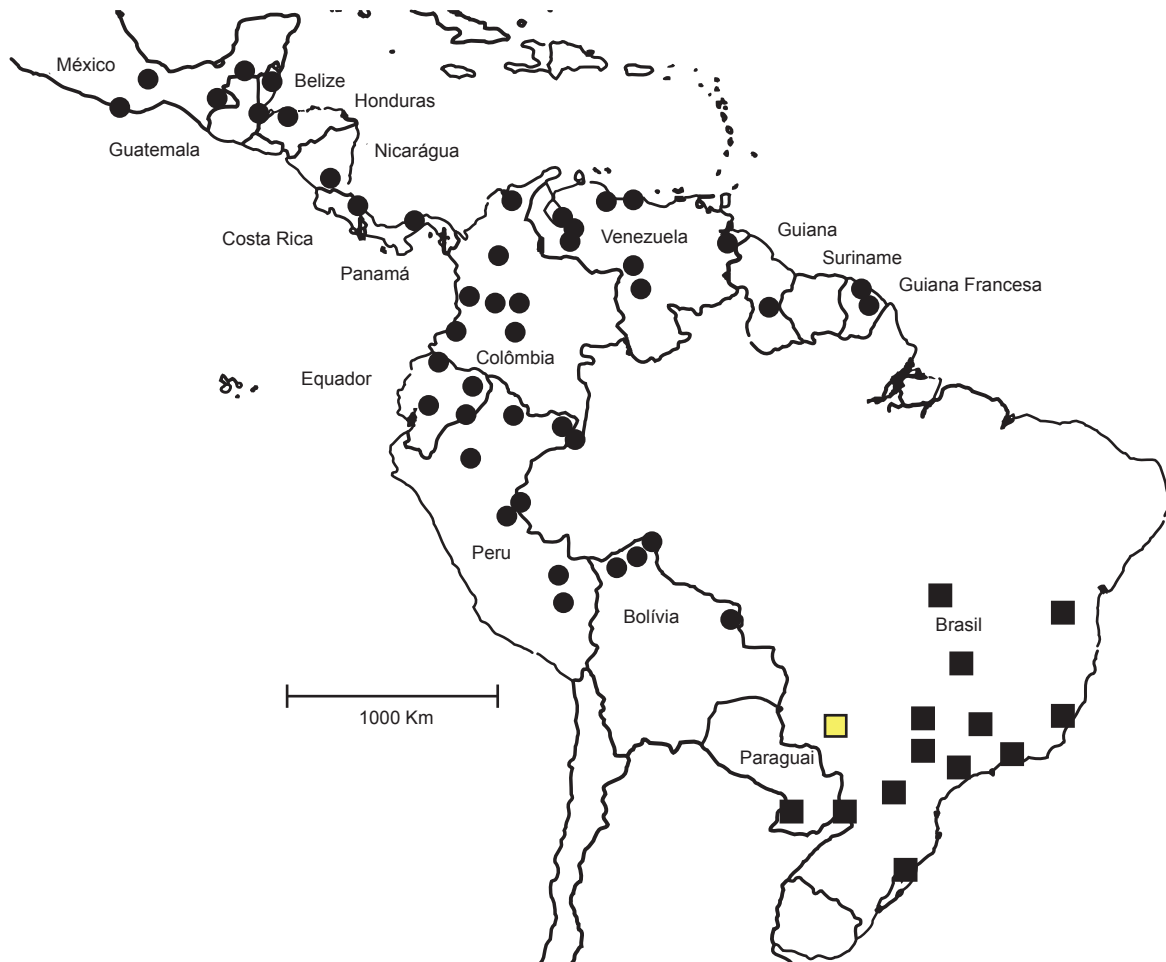 México
Belize
Honduras
Guatemala
Nicarágua
Costa Rica
Venezuela
Guiana
Suriname
Panamá
Guiana Francesa
Colômbia
Equador
Peru
Bolívia
Brasil
1000 Km
Paraguai